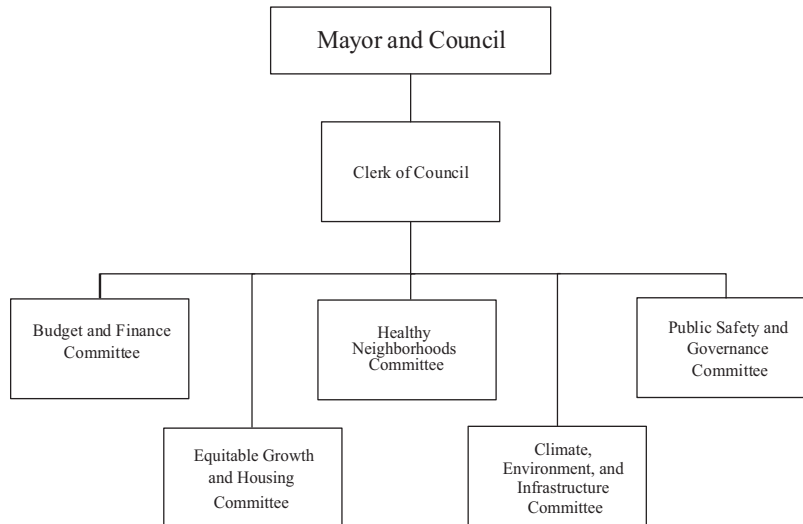 Mayor and Council
Clerk of Council
Budget and Finance
Committee
Healthy
Neighborhoods
Committee
Public Safety and
Governance
Committee
Equitable Growth
and Housing
Committee
Climate,
Environment, and
Infrastructure
Committee